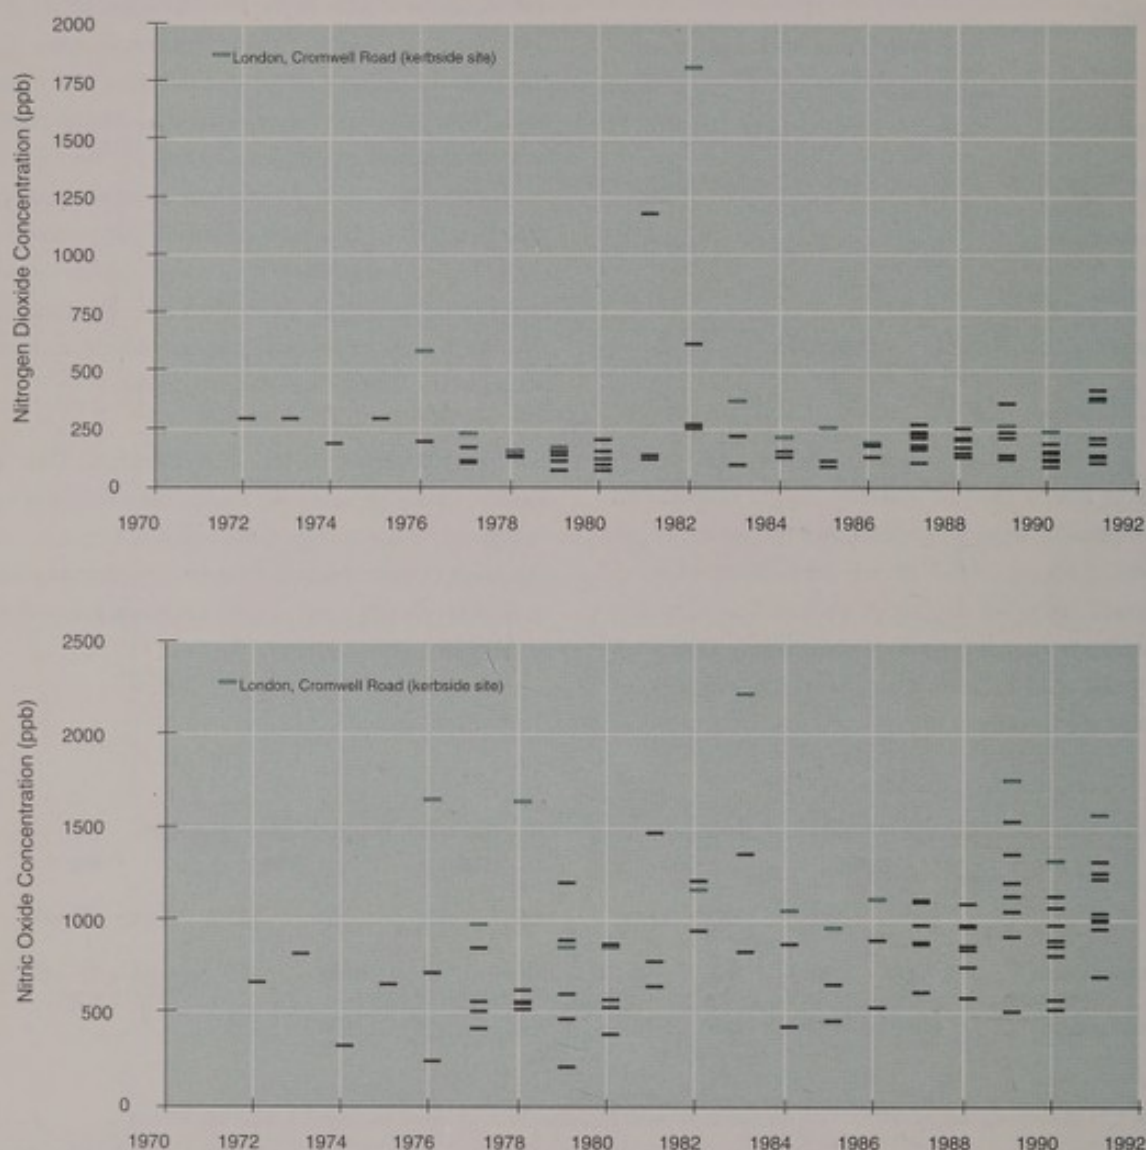 2000
London, Cromwell Road (kerbside site)
1750
1500
1250
1000
750
500
250
0
Nitrogen Dioxide Concentration (ppb)
1970 1972 1974 1976 1978 1980 1982 1984 1986 1988 1990 1992
2500
London, Cromwell Road (kerbside site)
2000
1500
1000
500
0
Nitric Oxide Concentration (ppb)
1970 1972 1974 1976 1978 1980 1982 1984 1986 1988 1990 1992